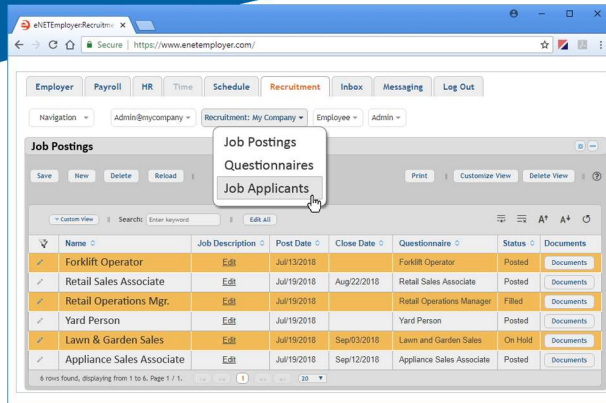 eNETEmployer:Recruitme
Secure | https://www.enetemployer.com/
Employer Payroll HR Time Schedule Recruitment Inbox Messaging Log Out
Navigation Admin@mycompany Recruitment: My Company Employee Admin
Job Postings
Job Postings
Questionnaires
Job Applicants
Save New Delete Reload Print Customize View Delete View
Custom View Search: Enter keyword Edit All
Name Job Description Post Date Close Date Questionnaire Status Documents
Forklift Operator Edit Jul/13/2018 Forklift Operator Posted Documents
Retail Sales Associate Edit Jul/19/2018 Aug/22/2018 Retail Sales Associate Posted Documents
Retail Operations Mgr. Edit Jul/19/2018 Retail Operations Manager Filled Documents
Yard Person Edit Jul/19/2018 Yard Person Posted Documents
Lawn & Garden Sales Edit Jul/19/2018 Sep/03/2018 Lawn and Garden Sales On Hold Documents
Appliance Sales Associate Edit Jul/19/2018 Sep/12/2018 Appliance Sales Associate Posted Documents
6 rows found, displaying from 1 to 6. Page 1 / 1. 1 20